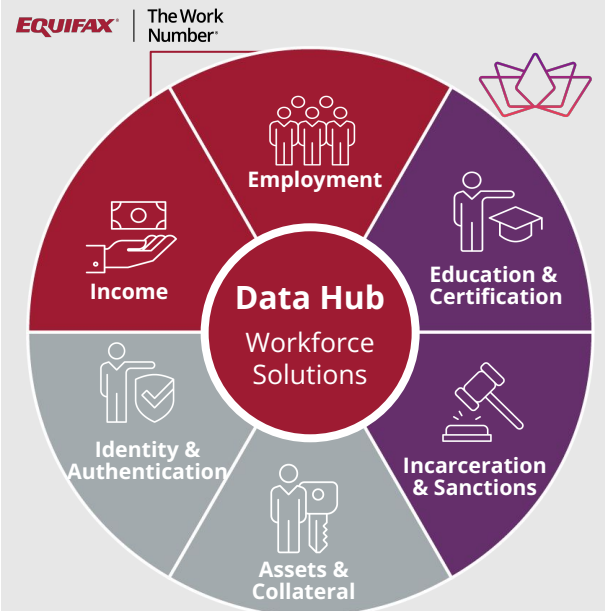 EQUIFAX®
The Work
Number®
Employment
Education &
Certification
Income
Data Hub
Workforce
Solutions
Identity &
Authentication
Incarceration
& Sanctions
Assets &
Collateral